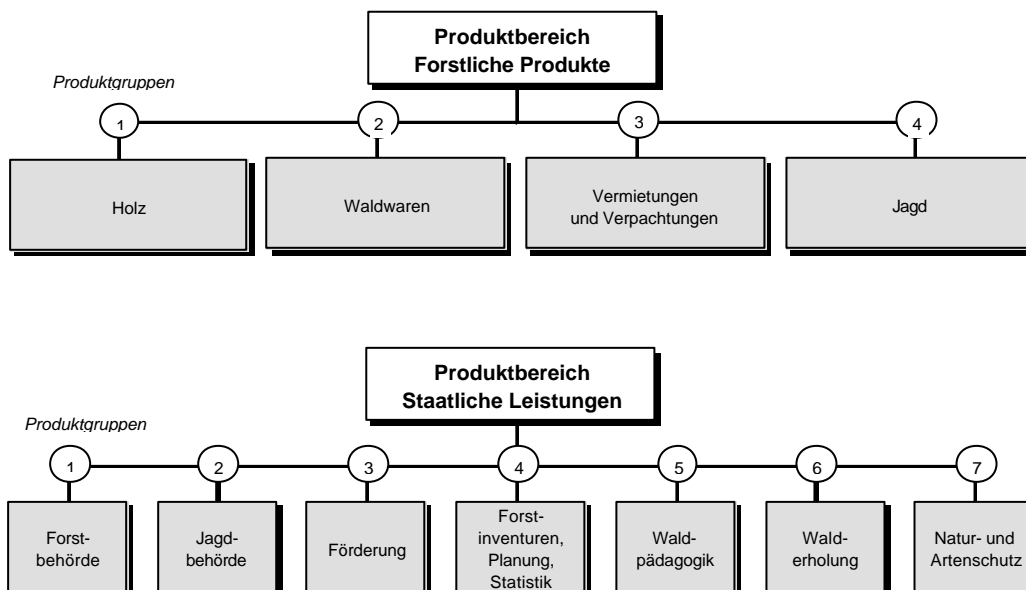 Produktbereich
Forstliche Produkte
Produktgruppen
1
2
3
4
Holz
Waldwaren
Vermietungen
und Verpachtungen
Jagd
Produktbereich
Staatliche Leistungen
Produktgruppen
1
2
3
4
5
6
7
Forst-
behörde
Jagd-
behörde
Förderung
Forst-
inventuren,
Planung,
Statistik
Wald-
pädagogik
Wald-
erholung
Natur- und
Artenschutz